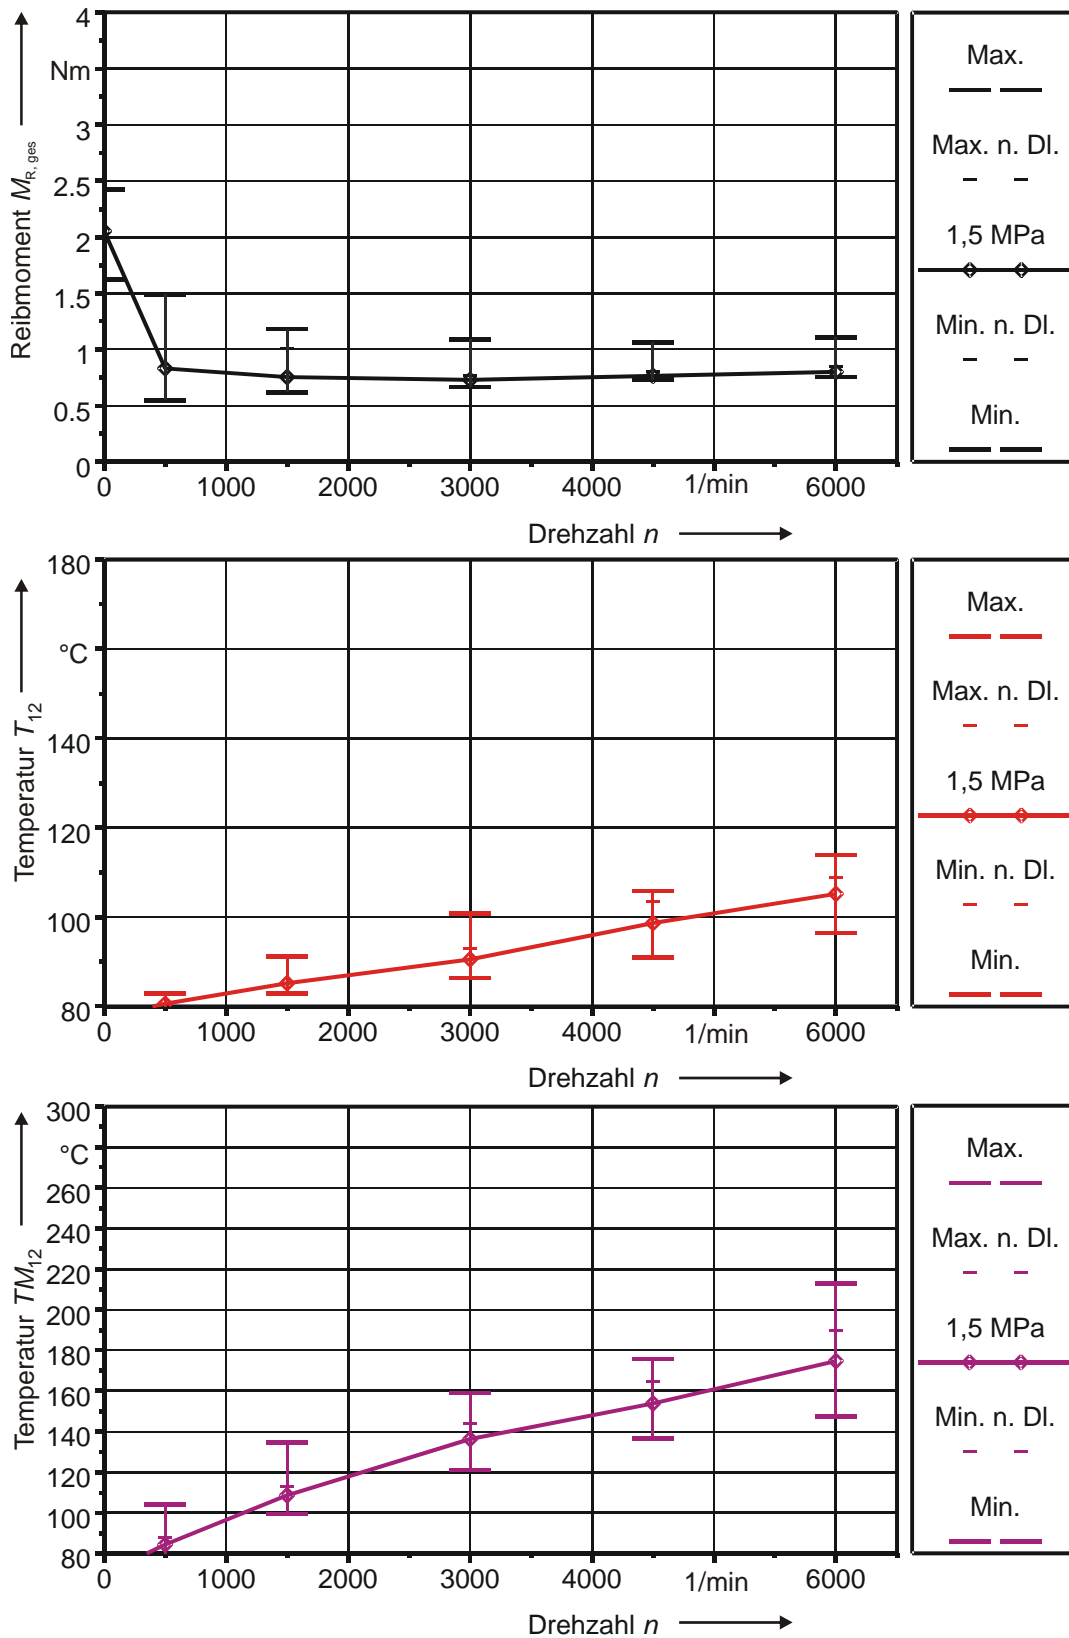 Reibmoment M R, ges
4
Nm
3
2.5
2
1.5
1
0.5
0
0 1000 2000 3000 4000 1/min 6000
Drehzahl n
Max.
Max. n. Dl.
1,5 MPa
Min. n. Dl.
Min.
Temperatur T 12
180
°C
140
120
100
80
0 1000 2000 3000 4000 1/min 6000
Drehzahl n
Max.
Max. n. Dl.
1,5 MPa
Min. n. Dl.
Min.
Temperatur TM 12
300
°C
260
240
220
200
180
160
140
120
100
80
0 1000 2000 3000 4000 1/min 6000
Drehzahl n
Max.
Max. n. Dl.
1,5 MPa
Min. n. Dl.
Min.